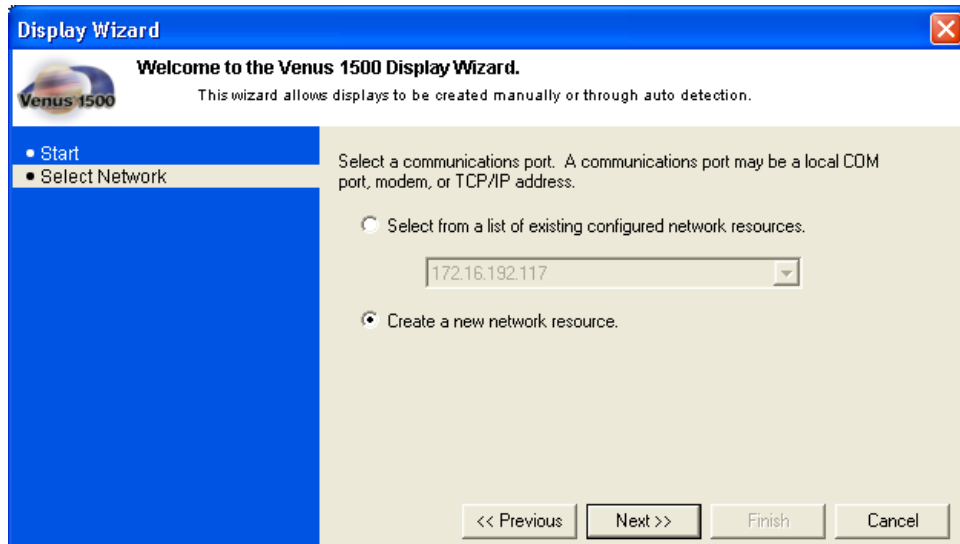 Display Wizard
Welcome to the Venus 1500 Display Wizard.
This wizard allows displays to be created manually or through auto detection.
Venus 1500
Start
Select Network
Select a communications port. A communications port may be a local COM
port, modem, or TCP/IP address.
Select from a list of existing configured network resources.
172.16.192.117
Create a new network resource.
<< Previous
Next >>
Finish
Cancel